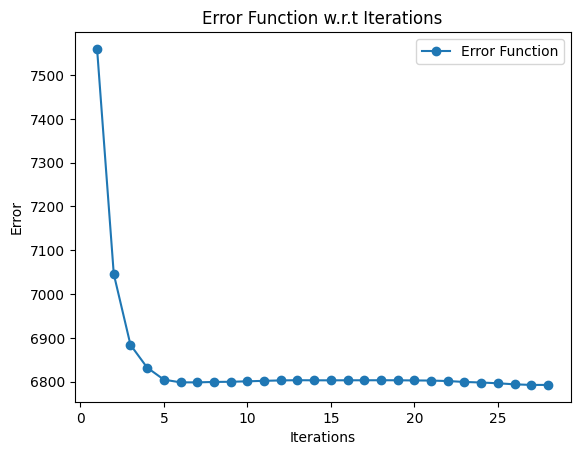 Error Function w.r.t Iterations
Error Function
7500
7400
7300
7200
7100
7000
6900
6800
Error
0 5 10 15 20 25
Iterations